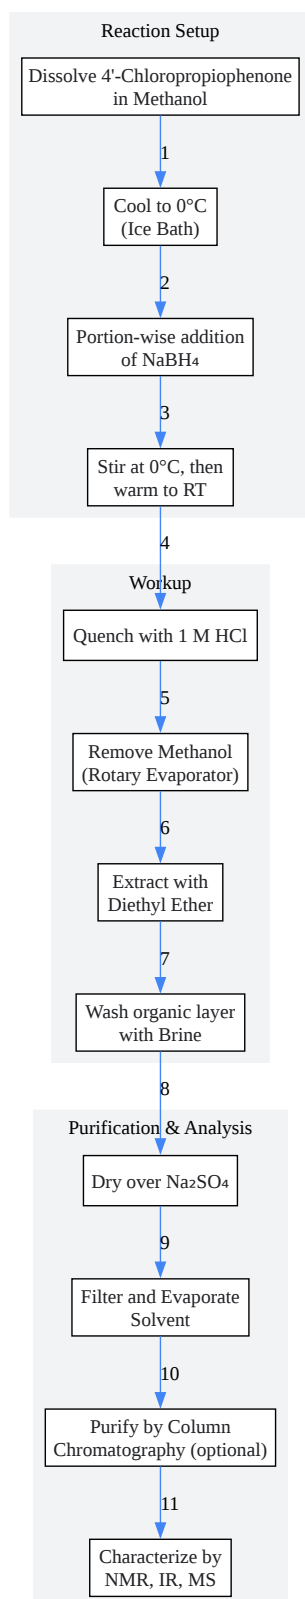 Reaction Setup
Dissolve 4'-Chloropropiophenone
in Methanol
1
Cool to 0°C
(Ice Bath)
2
Portion-wise addition
of NaBH₄
3
Stir at 0°C, then
warm to RT
4
Workup
Quench with 1 M HCl
5
Remove Methanol
(Rotary Evaporator)
6
Extract with
Diethyl Ether
7
Wash organic layer
with Brine
8
Purification & Analysis
Dry over Na₂SO₄
9
Filter and Evaporate
Solvent
10
Purify by Column
Chromatography (optional)
11
Characterize by
NMR, IR, MS